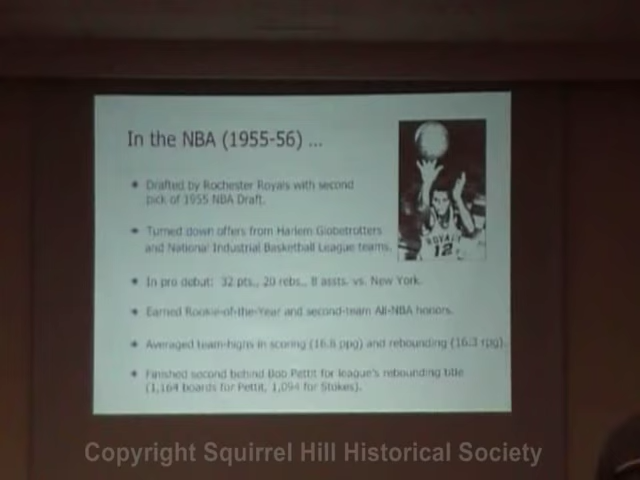 In the NBA (1955-56) ...
Drafted by Rochester Royals with second
pick of 1955 NBA Draft.
Turned down offers from Harlem Globetrotters
and National Industrial Basketball League teams.
In pro debut: 32 pts., 20 rebs., 8 assts. vs. New York.
Earned Rookie-of-the-Year and second-team All-NBA honors.
Averaged team-highs in scoring (16.8 ppg) and rebounding (16.3 rpg).
Finished second behind Bob Pettit for league's rebounding title
(1,164 boards for Pettit, 1,094 for Stokes).
ROYALS
12
Copyright Squirrel Hill Historical Society